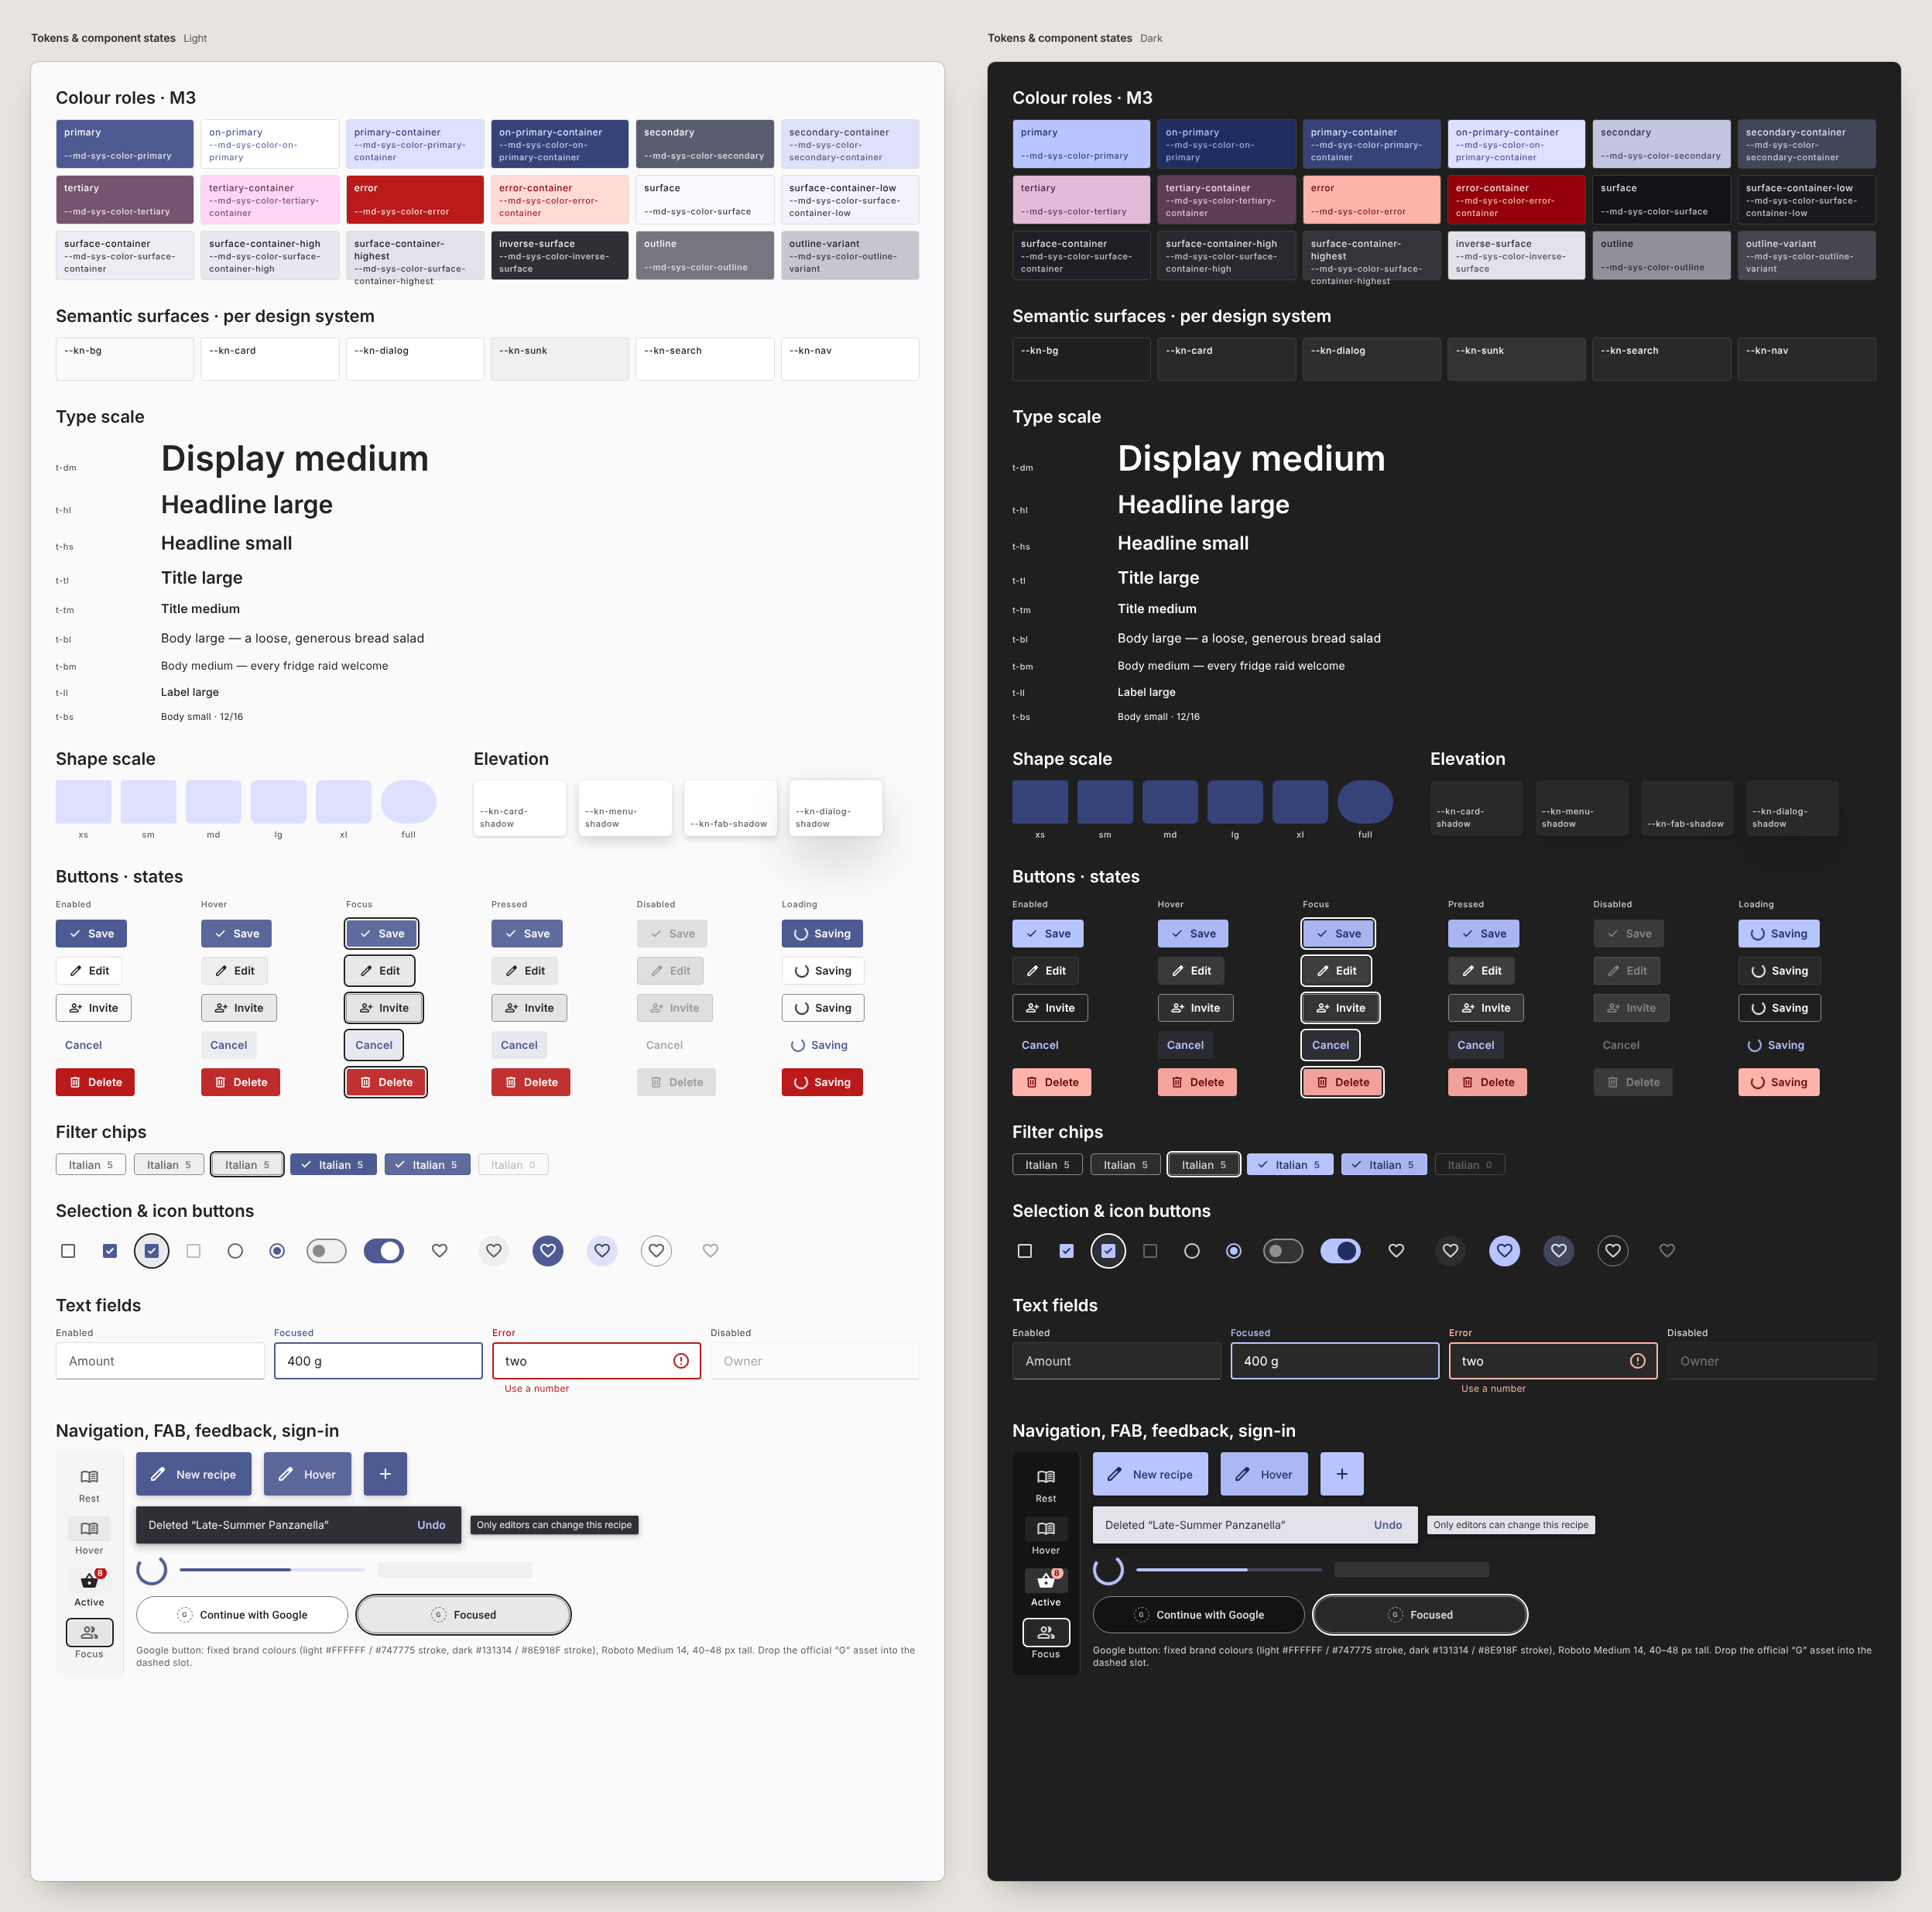 Tokens & component states Light
Colour roles · M3
primary
--md-sys-color-primary
on-primary
--md-sys-color-on-
primary
primary-container
--md-sys-color-primary-
container
on-primary-container
--md-sys-color-on-
primary-container
secondary
--md-sys-color-secondary
secondary-container
--md-sys-color-
secondary-container
tertiary
--md-sys-color-tertiary
tertiary-container
--md-sys-color-tertiary-
container
error
--md-sys-color-error
error-container
--md-sys-color-error-
container
surface
--md-sys-color-surface
surface-container-low
--md-sys-color-surface-
container-low
surface-container
--md-sys-color-surface-
container
surface-container-high
--md-sys-color-surface-
container-high
surface-container-
highest
--md-sys-color-surface-
container-highest
inverse-surface
--md-sys-color-inverse-
surface
outline
--md-sys-color-outline
outline-variant
--md-sys-color-outline-
variant
Semantic surfaces · per design system
--kn-bg
--kn-card
--kn-dialog
--kn-sunk
--kn-search
--kn-nav
Type scale
t-dm Display medium
t-hl Headline large
t-hs Headline small
t-tl Title large
t-tm Title medium
t-bl Body large — a loose, generous bread salad
t-bm Body medium — every fridge raid welcome
t-ll Label large
t-bs Body small · 12/16
Shape scale
xs sm md lg xl full
Elevation
--kn-card-
shadow
--kn-menu-
shadow
--kn-fab-shadow
--kn-dialog-
shadow
Buttons · states
Enabled Hover Focus Pressed Disabled Loading
Save Save Save Save Save Saving
Edit Edit Edit Edit Edit Saving
Invite Invite Invite Invite Invite Saving
Cancel Cancel Cancel Cancel Cancel Saving
Delete Delete Delete Delete Delete Saving
Filter chips
Italian 5 Italian 5 Italian 5 Italian 5 Italian 5 Italian 0
Selection & icon buttons
Text fields
Enabled Focused Error Disabled
Amount 400 g two Owner
Use a number
Navigation, FAB, feedback, sign-in
Rest
Hover
8
Active
Focus
New recipe Hover
Deleted “Late-Summer Panzanella” Undo
Only editors can change this recipe
G Continue with Google
G Focused
Google button: fixed brand colours (light #FFFFFF / #747775 stroke, dark #131314 / #8E918F stroke), Roboto Medium 14, 40–48 px tall. Drop the official “G” asset into the
dashed slot.
Tokens & component states Dark
Colour roles · M3
primary
--md-sys-color-primary
on-primary
--md-sys-color-on-
primary
primary-container
--md-sys-color-primary-
container
on-primary-container
--md-sys-color-on-
primary-container
secondary
--md-sys-color-secondary
secondary-container
--md-sys-color-
secondary-container
tertiary
--md-sys-color-tertiary
tertiary-container
--md-sys-color-tertiary-
container
error
--md-sys-color-error
error-container
--md-sys-color-error-
container
surface
--md-sys-color-surface
surface-container-low
--md-sys-color-surface-
container-low
surface-container
--md-sys-color-surface-
container
surface-container-high
--md-sys-color-surface-
container-high
surface-container-
highest
--md-sys-color-surface-
container-highest
inverse-surface
--md-sys-color-inverse-
surface
outline
--md-sys-color-outline
outline-variant
--md-sys-color-outline-
variant
Semantic surfaces · per design system
--kn-bg
--kn-card
--kn-dialog
--kn-sunk
--kn-search
--kn-nav
Type scale
t-dm Display medium
t-hl Headline large
t-hs Headline small
t-tl Title large
t-tm Title medium
t-bl Body large — a loose, generous bread salad
t-bm Body medium — every fridge raid welcome
t-ll Label large
t-bs Body small · 12/16
Shape scale
xs sm md lg xl full
Elevation
--kn-card-
shadow
--kn-menu-
shadow
--kn-fab-shadow
--kn-dialog-
shadow
Buttons · states
Enabled Hover Focus Pressed Disabled Loading
Save Save Save Save Save Saving
Edit Edit Edit Edit Edit Saving
Invite Invite Invite Invite Invite Saving
Cancel Cancel Cancel Cancel Cancel Saving
Delete Delete Delete Delete Delete Saving
Filter chips
Italian 5 Italian 5 Italian 5 Italian 5 Italian 5 Italian 0
Selection & icon buttons
Text fields
Enabled Focused Error Disabled
Amount 400 g two Owner
Use a number
Navigation, FAB, feedback, sign-in
Rest
Hover
8
Active
Focus
New recipe Hover
Deleted “Late-Summer Panzanella” Undo
Only editors can change this recipe
G Continue with Google
G Focused
Google button: fixed brand colours (light #FFFFFF / #747775 stroke, dark #131314 / #8E918F stroke), Roboto Medium 14, 40–48 px tall. Drop the official “G” asset into the
dashed slot.